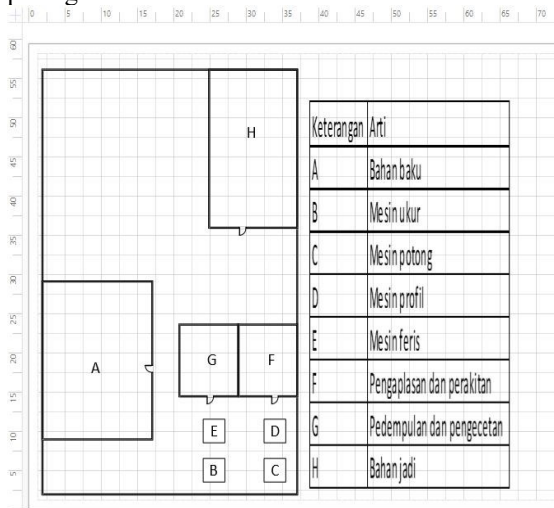 0 5 10 15 20 25 30 35 40 45 50 55 60 65 70
60
55
50
45
40
35
30
25
20
15
10
5
H
A
G F
E D
B C
Keterangan Arti
A Bahan baku
B Mesin ukur
C Mesin potong
D Mesin profil
E Mesin feris
F Pengaplasan dan perakitan
G Pedempulan dan pengecetan
H Bahan jadi